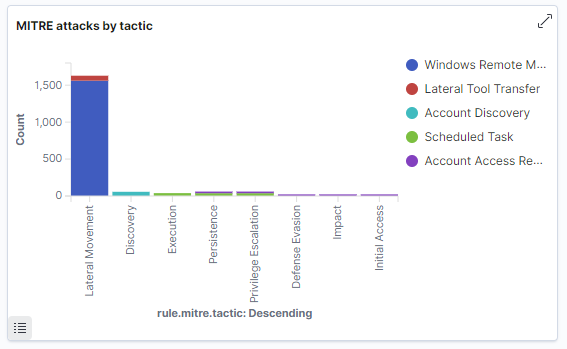 MITRE attacks by tactic
Count
1,500
1,000
500
0
Lateral Movement
Discovery
Execution
Persistence
Privilege Escalation
Defense Evasion
Impact
Initial Access
rule.mitre.tactic: Descending
Windows Remote M...
Lateral Tool Transfer
Account Discovery
Scheduled Task
Account Access Re...